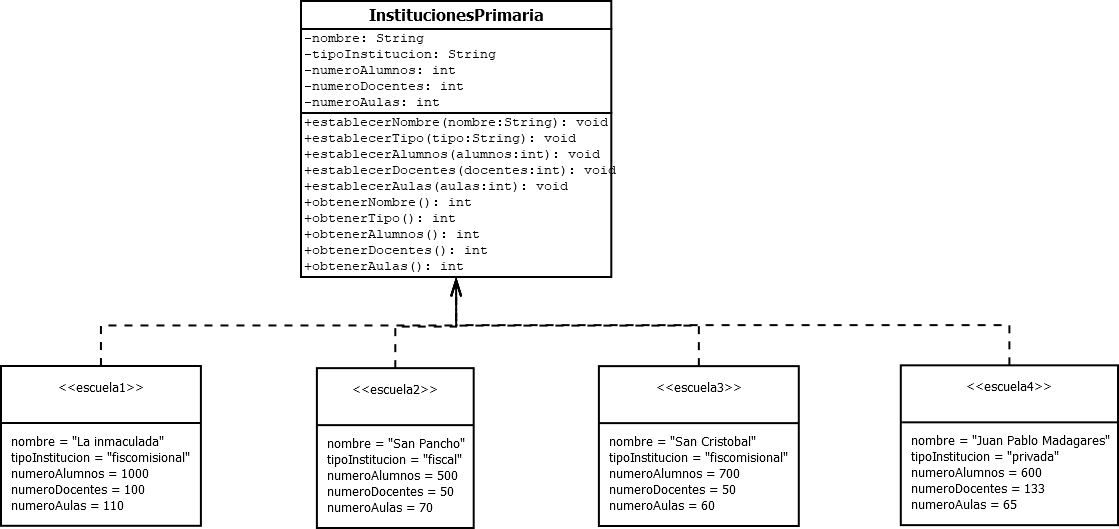 InstitucionesPrimaria
-nombre: String
-tipoInstitucion: String
-numeroAlumnos: int
-numeroDocentes: int
-numeroAulas: int
+establecerNombre(nombre:String): void
+establecerTipo(tipo:String): void
+establecerAlumnos(alumnos:int): void
+establecerDocentes(docentes:int): void
+establecerAulas(aulas:int): void
+obtenerNombre(): int
+obtenerTipo(): int
+obtenerAlumnos(): int
+obtenerDocentes(): int
+obtenerAulas(): int
<<escuela1>>
nombre = "La inmaculada"
tipoInstitucion = "fiscomisional"
numeroAlumnos = 1000
numeroDocentes = 100
numeroAulas = 110
<<escuela2>>
nombre = "San Pancho"
tipoInstitucion = "fiscal"
numeroAlumnos = 500
numeroDocentes = 50
numeroAulas = 70
<<escuela3>>
nombre = "San Cristobal"
tipoInstitucion = "fiscomisional"
numeroAlumnos = 700
numeroDocentes = 50
numeroAulas = 60
<<escuela4>>
nombre = "Juan Pablo Madagares"
tipoInstitucion = "privada"
numeroAlumnos = 600
numeroDocentes = 133
numeroAulas = 65